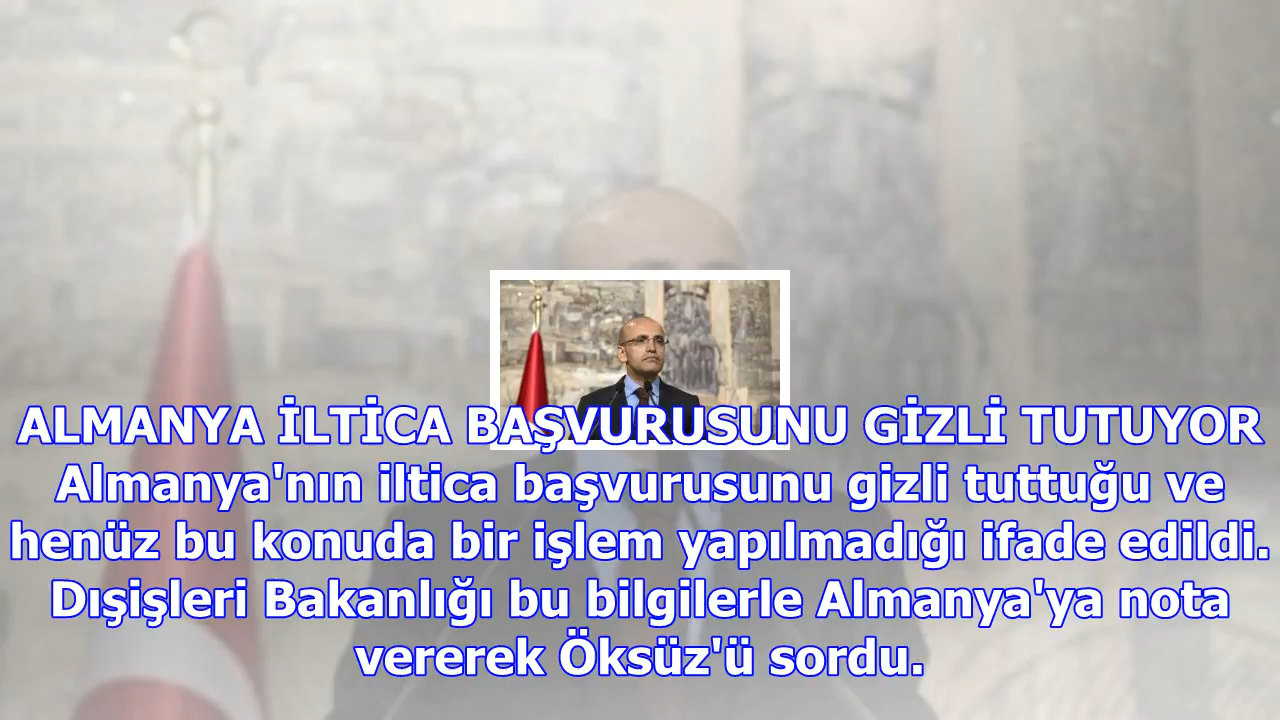 ALMANYA İLTİCA BAŞVURUSUNU GİZLİ TUTUYOR
Almanya'nın iltica başvurusunu gizli tuttuğu ve
henüz bu konuda bir işlem yapılmadığı ifade edildi.
Dışişleri Bakanlığı bu bilgilerle Almanya'ya nota
vererek Öksüz'ü sordu.